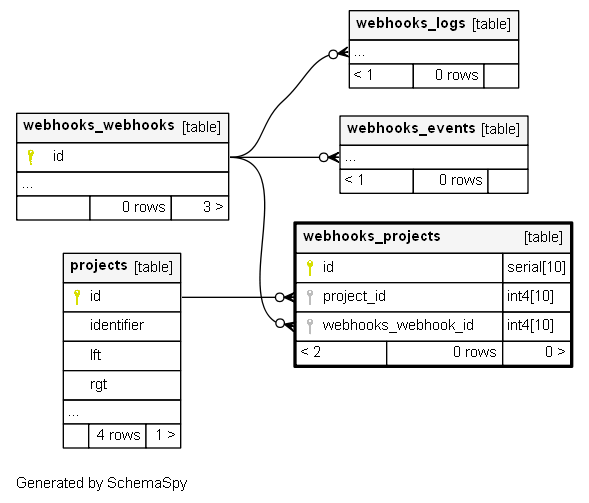 webhooks_logs [table]
...
< 1 0 rows
webhooks_webhooks [table]
id
...
0 rows 3 >
webhooks_events [table]
...
< 1 0 rows
webhooks_projects [table]
id serial[10]
project_id int4[10]
webhooks_webhook_id int4[10]
< 2 0 rows 0 >
projects [table]
id
identifier
lft
rgt
...
4 rows 1 >
Generated by SchemaSpy